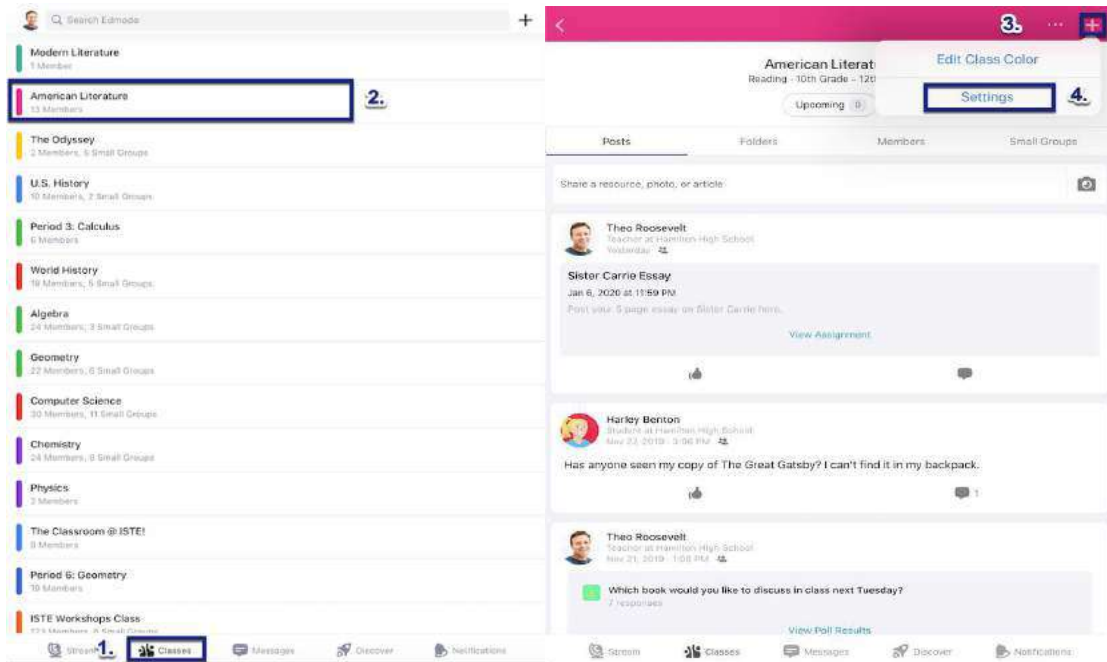 Search Edmodo
+
Modern Literature
1 Member
American Literature
13 Members
2.
The Odyssey
2 Members, 5 Small Groups
U.S. History
10 Members, 2 Small Groups
Period 3: Calculus
6 Members
World History
19 Members, 5 Small Groups
Algebra
24 Members, 3 Small Groups
Geometry
22 Members, 6 Small Groups
Computer Science
30 Members, 11 Small Groups
Chemistry
24 Members, 8 Small Groups
Physics
2 Members
The Classroom @ ISTE!
8 Members
Period 6: Geometry
19 Members
ISTE Workshops Class
Stream
1.
Classes
Messages
Discover
Notifications
3.
...
+
American Literat
Edit Class Color
Reading - 10th Grade - 12t
Upcoming 0
Settings
4.
Posts Folders Members Small Groups
Share a resource, photo, or article
Theo Roosevelt
Teacher at Hamilton High School
Yesterday
Sister Carrie Essay
Jan 6, 2020 at 11:59 PM
Post your 5 page essay on Sister Carrie here.
View Assignment
Harley Benton
Student at Hamilton High School
Nov 22, 2019 · 3:06 PM
Has anyone seen my copy of The Great Gatsby? I can't find it in my backpack.
1
Theo Roosevelt
Teacher at Hamilton High School
Nov 21, 2019 · 1:08 PM
Which book would you like to discuss in class next Tuesday?
7 responses
View Poll Results
Stream Classes Messages Discover Notifications